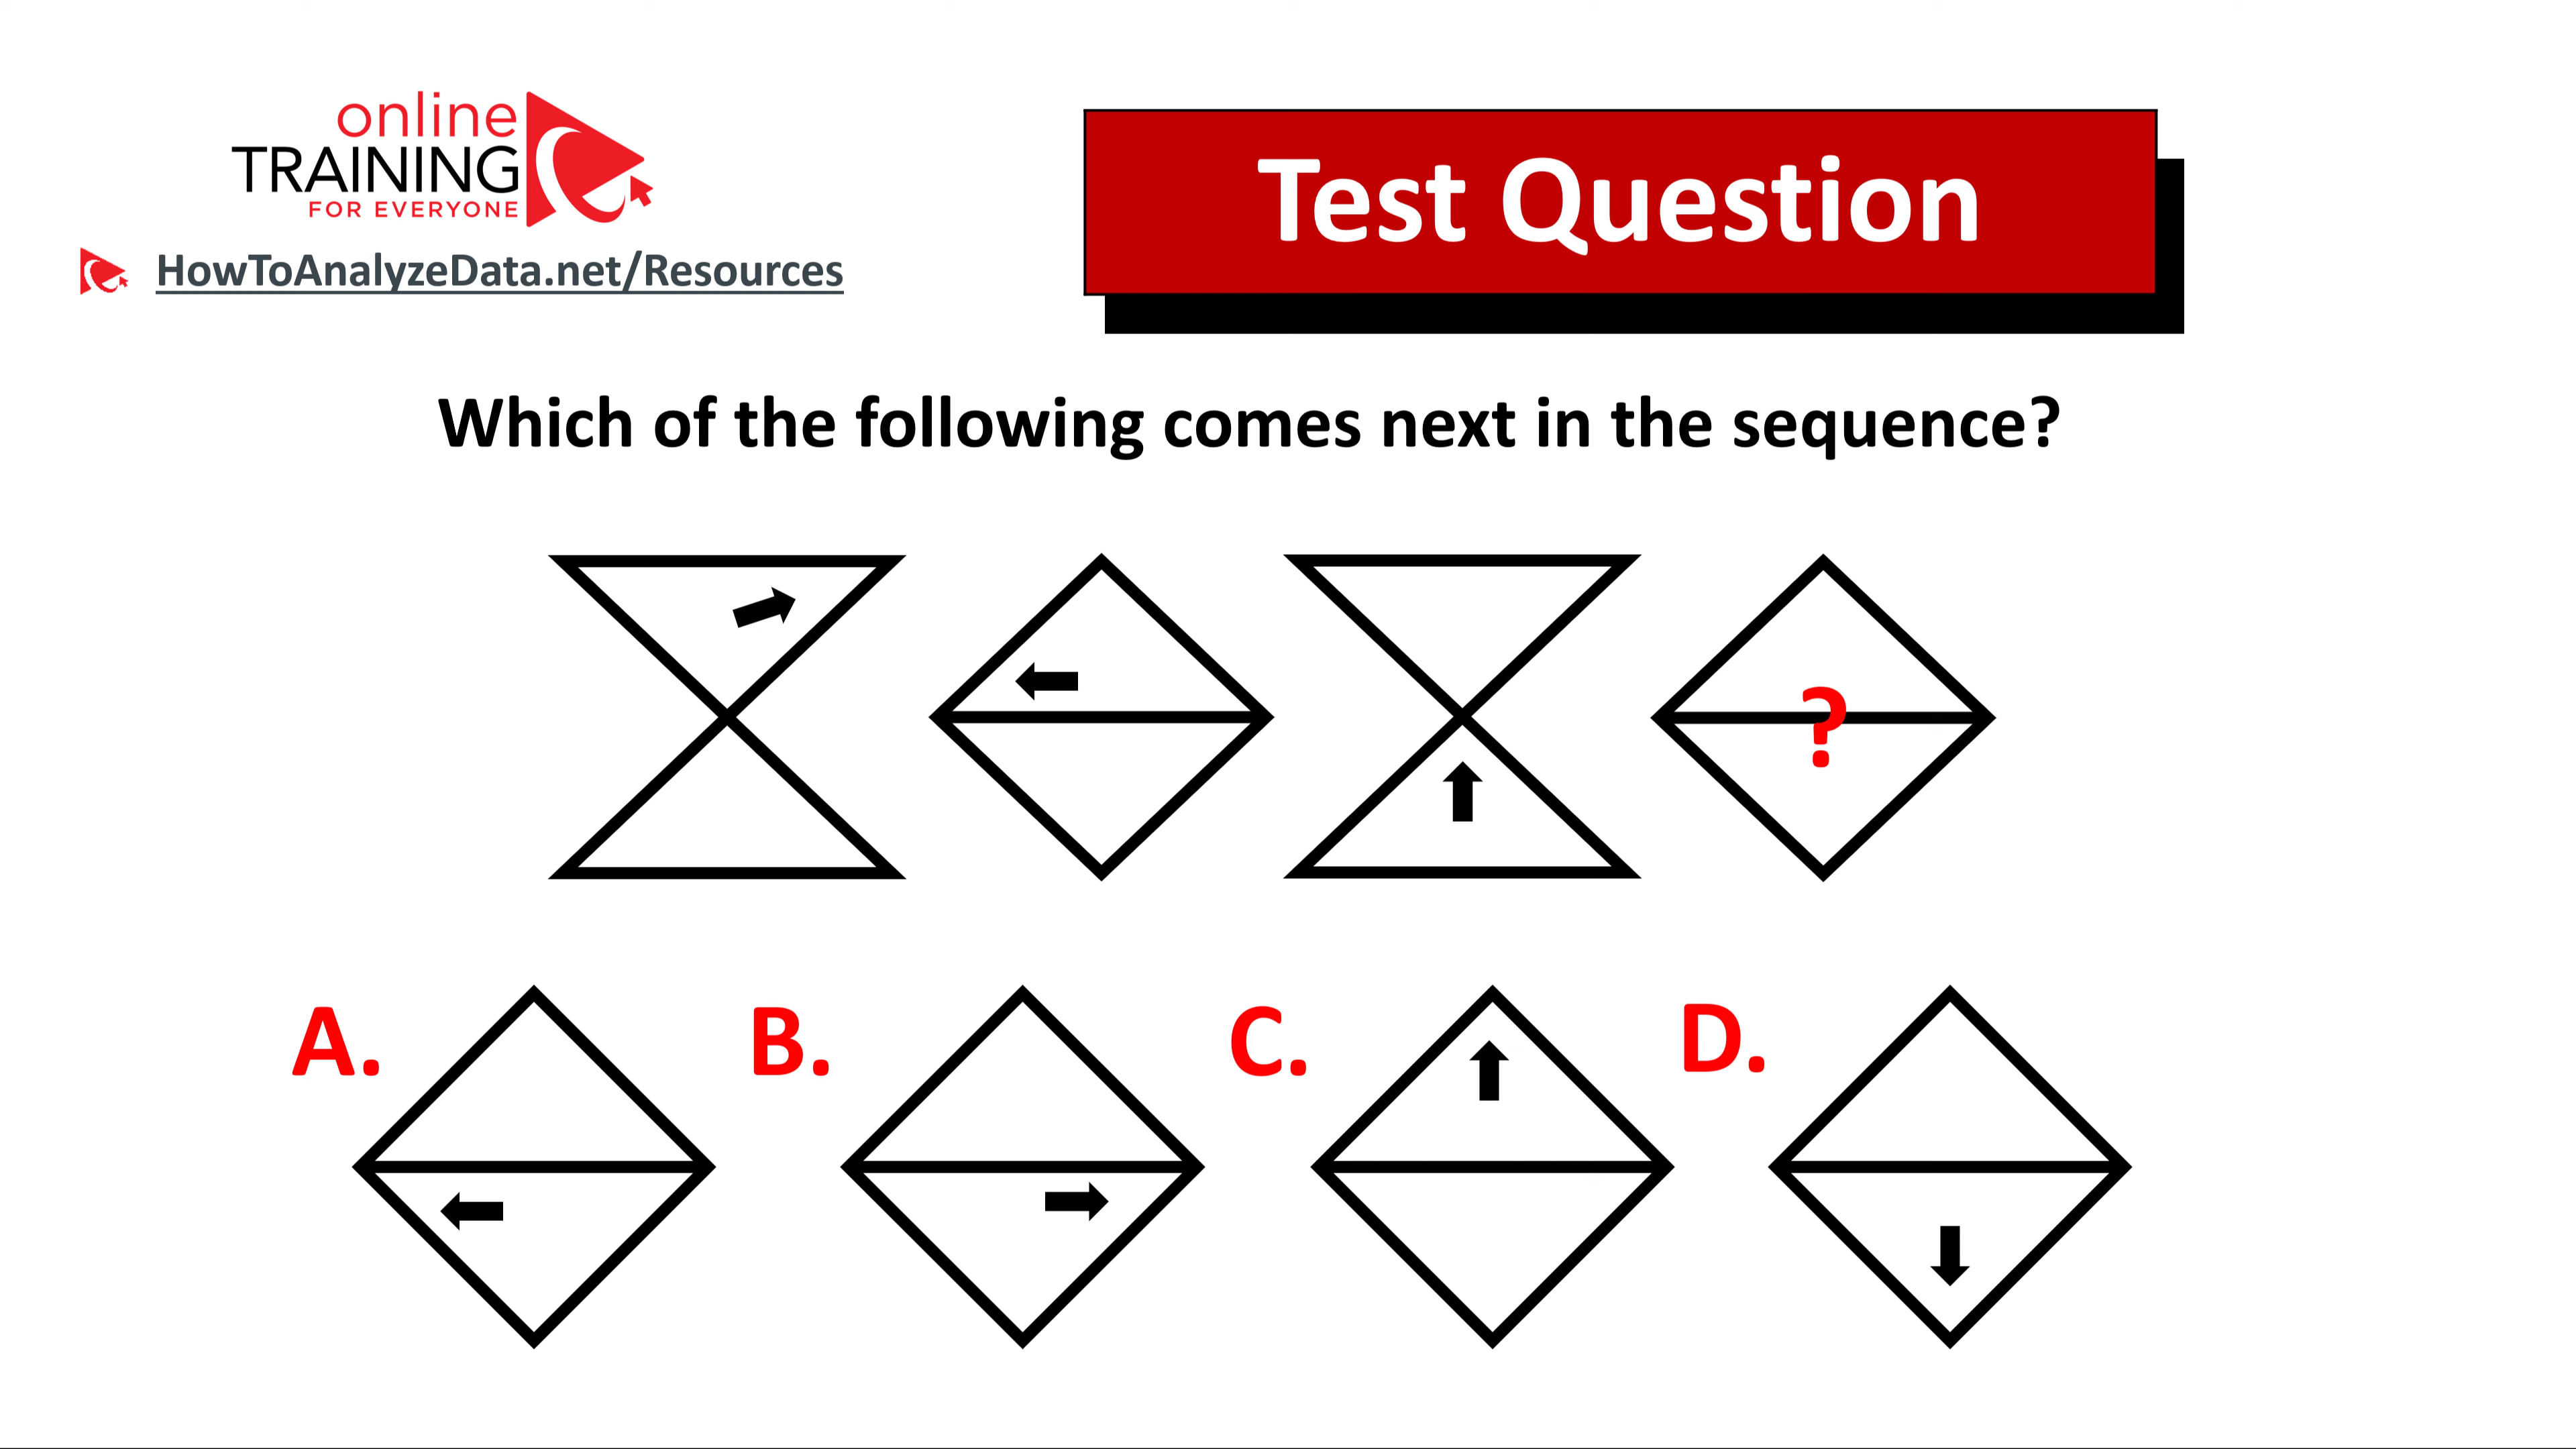 online
TRAINING
FOR EVERYONE
HowToAnalyzeData.net/Resources
Test Question
Which of the following comes next in the sequence?
?
A.
B.
C.
D.